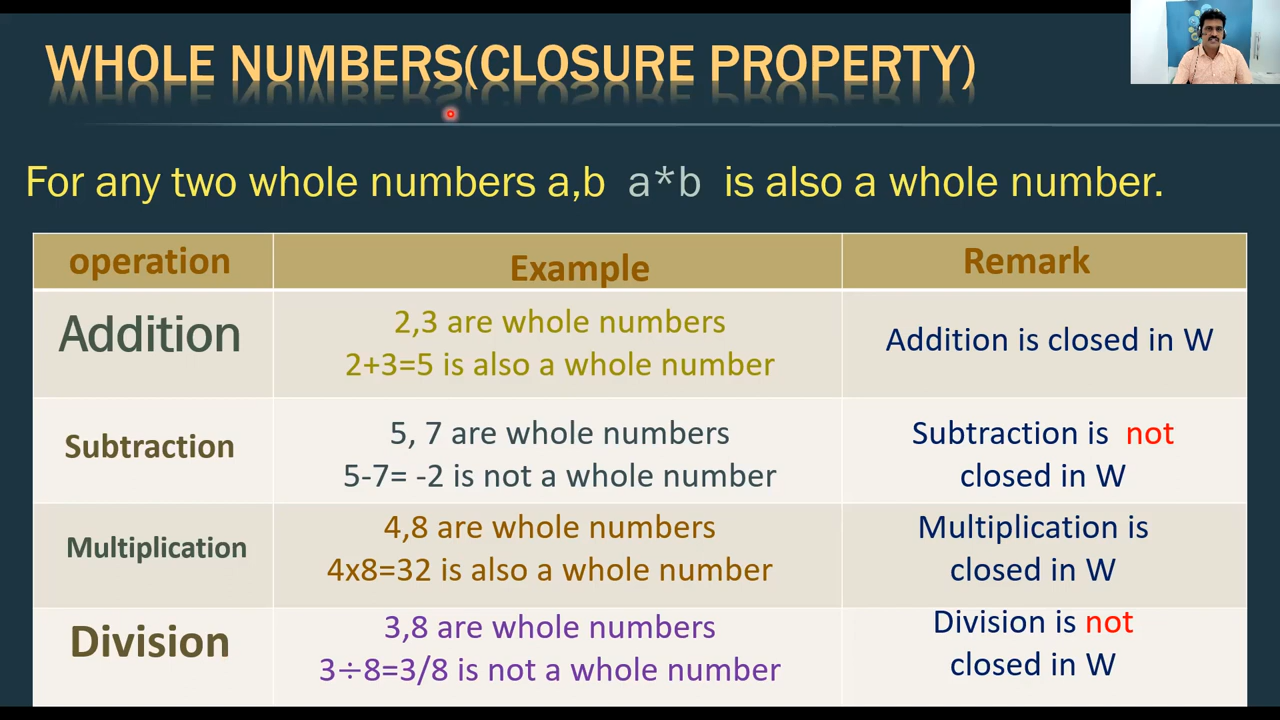 WHOLE NUMBERS(CLOSURE PROPERTY)
For any two whole numbers a,b a*b is also a whole number.
operation
Example
Remark
Addition
2,3 are whole numbers
2+3=5 is also a whole number
Addition is closed in W
Subtraction
5, 7 are whole numbers
5-7= -2 is not a whole number
Subtraction is not
closed in W
Multiplication
4,8 are whole numbers
4x8=32 is also a whole number
Multiplication is
closed in W
Division
3,8 are whole numbers
3÷8=3/8 is not a whole number
Division is not
closed in W